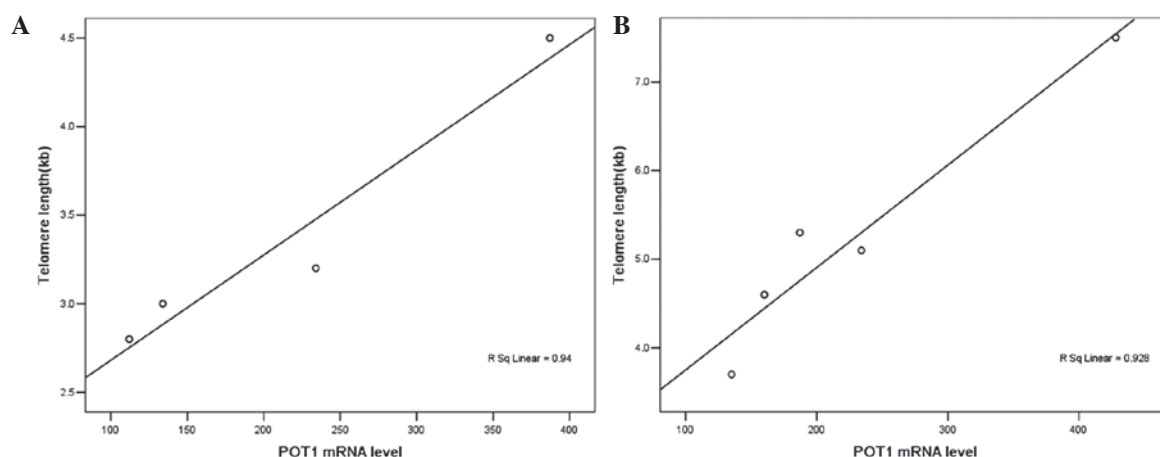 A
Telomere length(kb)
4.5
4.0
3.5
3.0
2.5
R Sq Linear = 0.94
100 150 200 250 300 350 400
POT1 mRNA level
B
Telomere length(kb)
7.0
6.0
5.0
4.0
R Sq Linear = 0.928
100 200 300 400
POT1 mRNA level